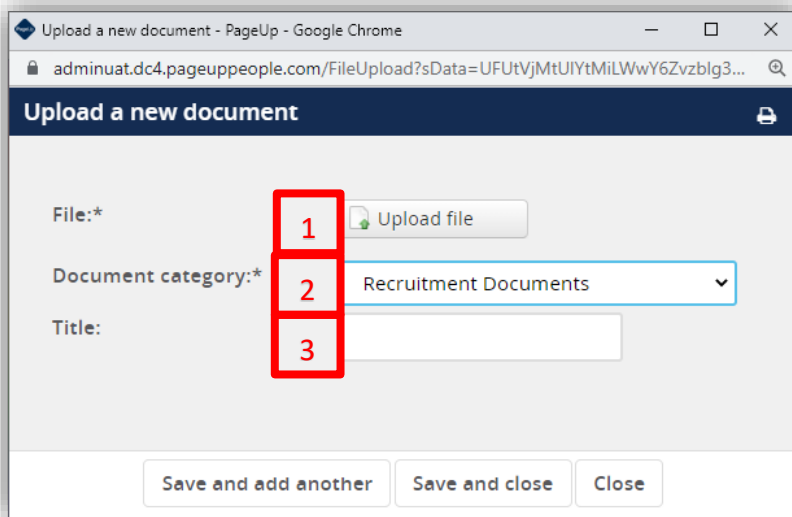 Upload a new document - PageUp - Google Chrome
adminuat.dc4.pageuppeople.com/FileUpload?sData=UFUtVjMtUlYtMiLWwY6Zvzblg3...
Upload a new document
File:* 1 Upload file
Document category:* 2 Recruitment Documents
Title: 3
Save and add another Save and close Close